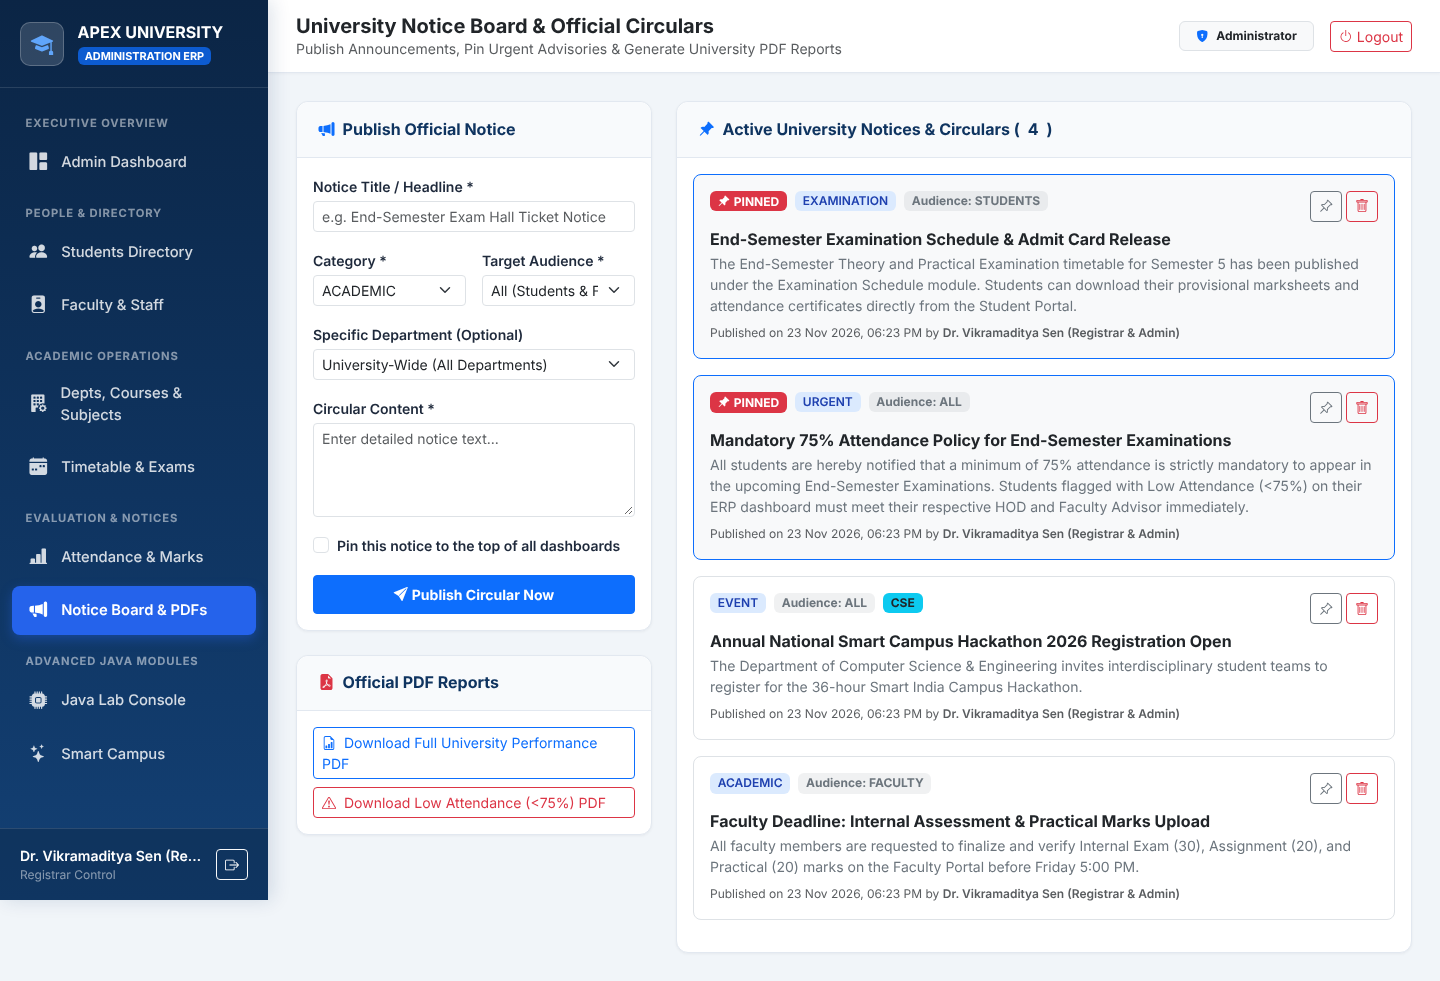 APEX UNIVERSITY
ADMINISTRATION ERP
EXECUTIVE OVERVIEW
Admin Dashboard
PEOPLE & DIRECTORY
Students Directory
Faculty & Staff
ACADEMIC OPERATIONS
Depts, Courses &
Subjects
Timetable & Exams
EVALUATION & NOTICES
Attendance & Marks
Notice Board & PDFs
ADVANCED JAVA MODULES
Java Lab Console
Smart Campus
Dr. Vikramaditya Sen (Re...
Registrar Control
University Notice Board & Official Circulars
Publish Announcements, Pin Urgent Advisories & Generate University PDF Reports
Administrator
Logout
Publish Official Notice
Notice Title / Headline *
e.g. End-Semester Exam Hall Ticket Notice
Category * Target Audience *
ACADEMIC All (Students & F
Specific Department (Optional)
University-Wide (All Departments)
Circular Content *
Enter detailed notice text...
Pin this notice to the top of all dashboards
Publish Circular Now
Official PDF Reports
Download Full University Performance
PDF
Download Low Attendance (<75%) PDF
Active University Notices & Circulars ( 4 )
PINNED EXAMINATION Audience: STUDENTS
End-Semester Examination Schedule & Admit Card Release
The End-Semester Theory and Practical Examination timetable for Semester 5 has been published
under the Examination Schedule module. Students can download their provisional marksheets and
attendance certificates directly from the Student Portal.
Published on 23 Nov 2026, 06:23 PM by Dr. Vikramaditya Sen (Registrar & Admin)
PINNED URGENT Audience: ALL
Mandatory 75% Attendance Policy for End-Semester Examinations
All students are hereby notified that a minimum of 75% attendance is strictly mandatory to appear in
the upcoming End-Semester Examinations. Students flagged with Low Attendance (<75%) on their
ERP dashboard must meet their respective HOD and Faculty Advisor immediately.
Published on 23 Nov 2026, 06:23 PM by Dr. Vikramaditya Sen (Registrar & Admin)
EVENT Audience: ALL CSE
Annual National Smart Campus Hackathon 2026 Registration Open
The Department of Computer Science & Engineering invites interdisciplinary student teams to
register for the 36-hour Smart India Campus Hackathon.
Published on 23 Nov 2026, 06:23 PM by Dr. Vikramaditya Sen (Registrar & Admin)
ACADEMIC Audience: FACULTY
Faculty Deadline: Internal Assessment & Practical Marks Upload
All faculty members are requested to finalize and verify Internal Exam (30), Assignment (20), and
Practical (20) marks on the Faculty Portal before Friday 5:00 PM.
Published on 23 Nov 2026, 06:23 PM by Dr. Vikramaditya Sen (Registrar & Admin)